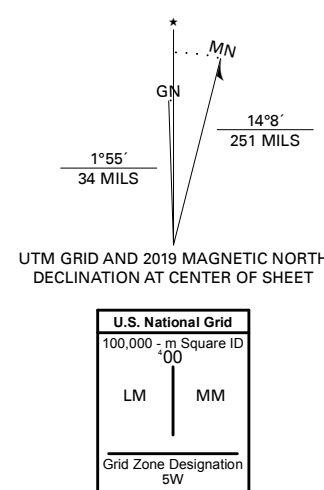 ★
MN
GN
1°55´
34 MILS
14°8´
251 MILS
UTM GRID AND 2019 MAGNETIC NORTH
DECLINATION AT CENTER OF SHEET
U.S. National Grid
100,000 - m Square ID
⁴00
LM MM
Grid Zone Designation
5W